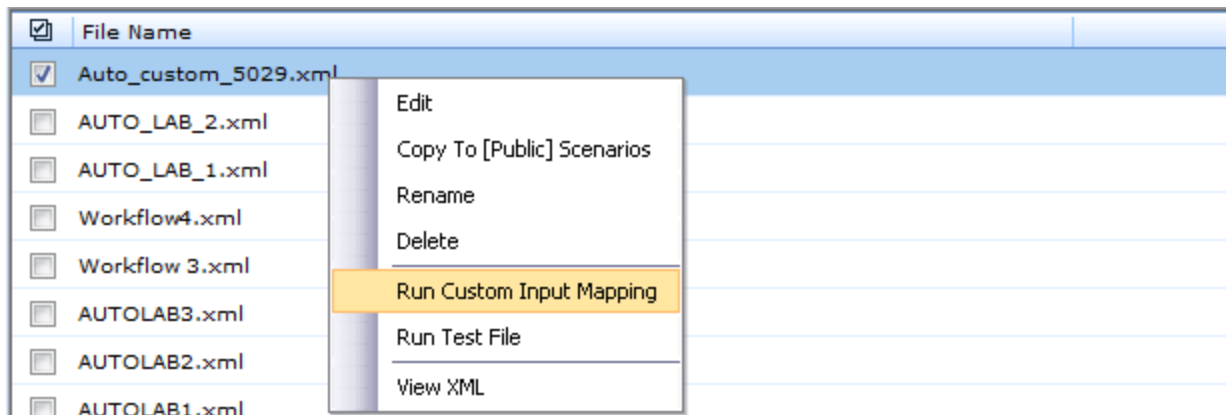 File Name
Auto_custom_5029.xml
Edit
AUTO_LAB_2.xml
Copy To [Public] Scenarios
AUTO_LAB_1.xml
Rename
Workflow4.xml
Delete
Workflow 3.xml
Run Custom Input Mapping
AUTOLAB3.xml
Run Test File
AUTOLAB2.xml
View XML
AUTOLAB1.xml